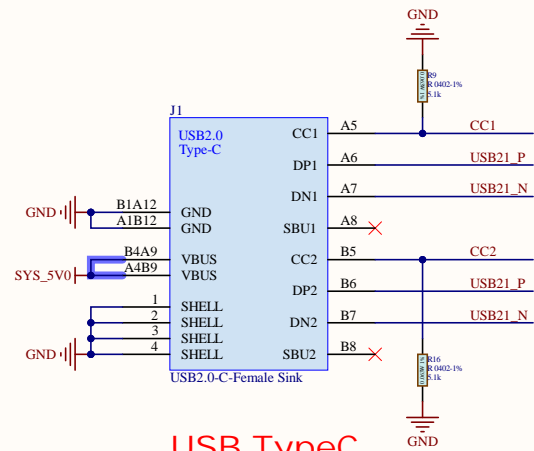 GND
R9
R 0402-1%
5.1k
J1
USB2.0
Type-C
CC1 A5 CC1
DP1 A6 USB21_P
DN1 A7 USB21_N
GND B1A12 GND
A1B12 GND
SBU1 A8
SYS_5V0 B4A9 VBUS
A4B9 VBUS
CC2 B5 CC2
DP2 B6 USB21_P
1 SHELL
2 SHELL
DN2 B7 USB21_N
3 SHELL
GND 4 SHELL
SBU2 B8
R16
R 0402-1%
5.1k
USB2.0-C-Female Sink
USB TypeC
GND